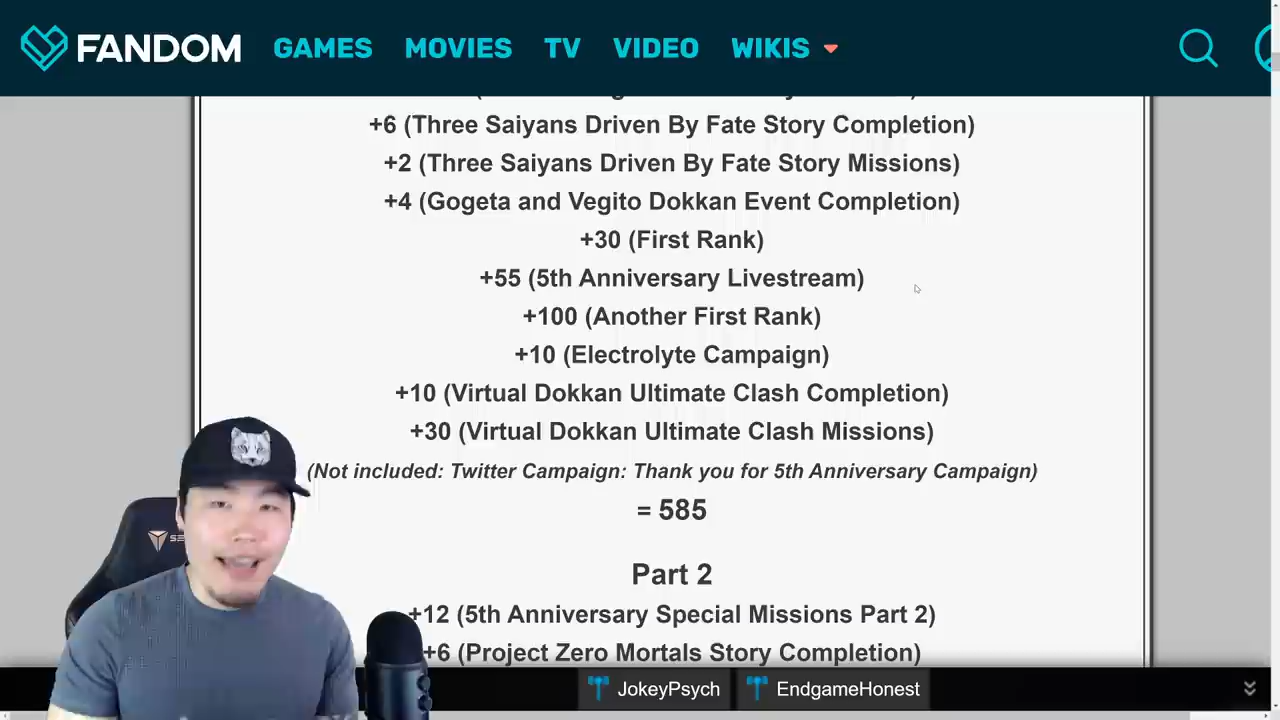 FANDOM GAMES MOVIES TV VIDEO WIKIS
+6 (Three Saiyans Driven By Fate Story Completion)
+2 (Three Saiyans Driven By Fate Story Missions)
+4 (Gogeta and Vegito Dokkan Event Completion)
+30 (First Rank)
+55 (5th Anniversary Livestream)
+100 (Another First Rank)
+10 (Electrolyte Campaign)
+10 (Virtual Dokkan Ultimate Clash Completion)
+30 (Virtual Dokkan Ultimate Clash Missions)
(Not included: Twitter Campaign: Thank you for 5th Anniversary Campaign)
= 585
Part 2
+12 (5th Anniversary Special Missions Part 2)
+6 (Project Zero Mortals Story Completion)
JokeyPsych EndgameHonest